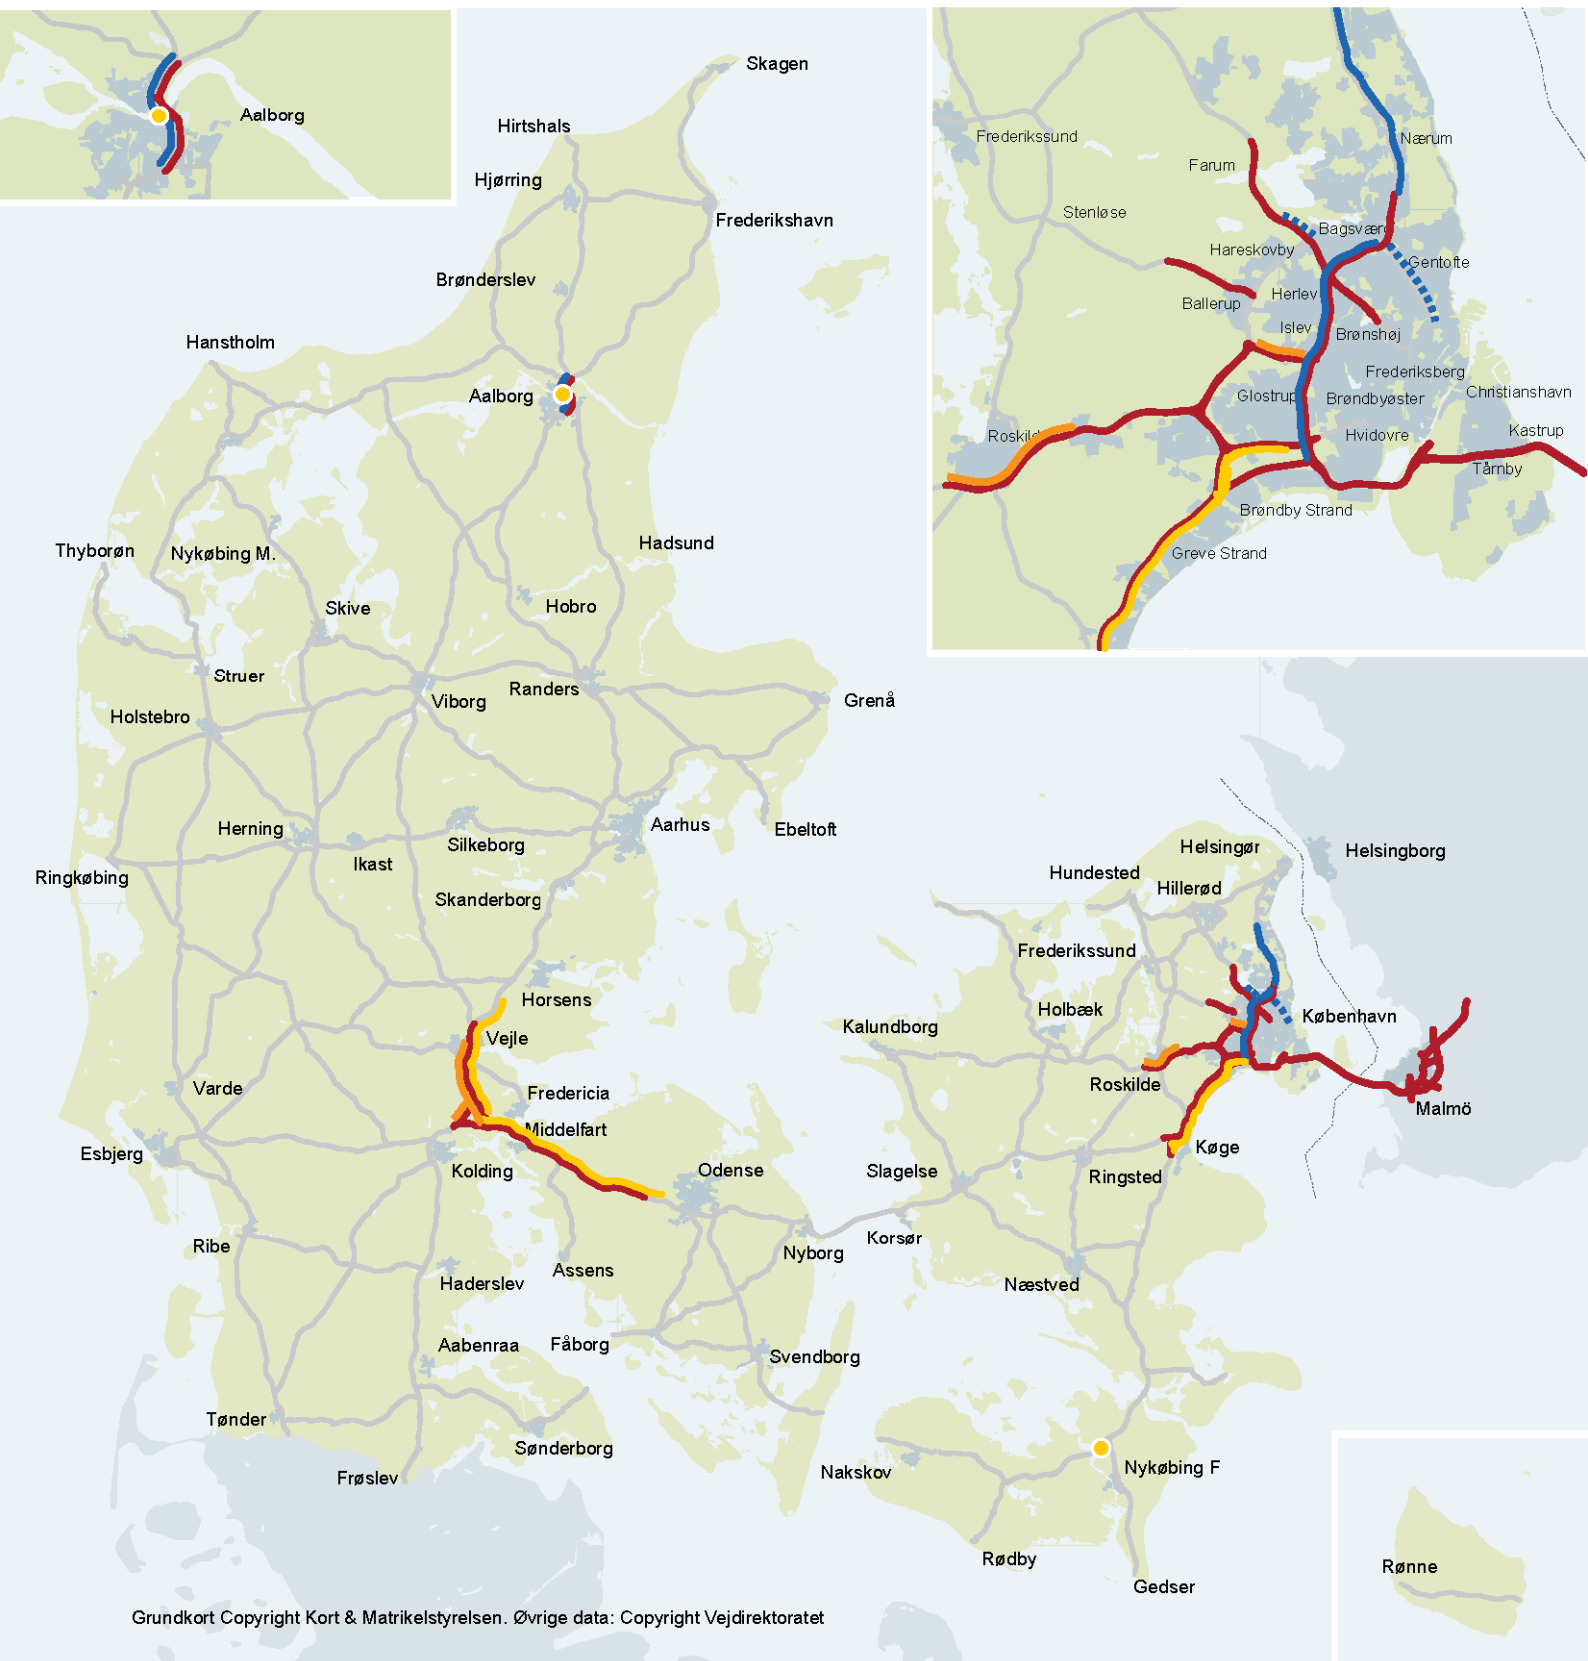 Aalborg
Skagen
Hirtshals
Hjørring
Frederikshavn
Brønderslev
Hanstholm
Aalborg
Thyborøn
Nykøbing M.
Hadsund
Skive
Hobro
Struer
Viborg
Randers
Grenå
Holstebro
Herning
Ikast
Silkeborg
Aarhus
Ebeltoft
Ringkøbing
Skanderborg
Horsens
Vejle
Varde
Fredericia
Middelfart
Esbjerg
Kolding
Odense
Ribe
Haderslev
Assens
Nyborg
Korsør
Slagelse
Aabenraa
Fåborg
Svendborg
Tønder
Sønderborg
Frøslev
Frederikssund
Nærum
Farum
Stenløse
Bagsværd
Hareskovby
Gentofte
Ballerup
Herlev
Islev
Brønshøj
Frederiksberg
Glostrup
Brøndbyøster
Christianshavn
Roskilde
Hvidovre
Kastrup
Tårnby
Brøndby Strand
Greve Strand
Helsingør
Helsingborg
Hundested
Hillerød
Frederikssund
Holbæk
København
Kalundborg
Roskilde
Malmö
Køge
Ringsted
Næstved
Nakskov
Nykøbing F
Rødby
Gedser
Rønne
Grundkort Copyright Kort & Matrikelstyrelsen. Øvrige data: Copyright Vejdirektoratet